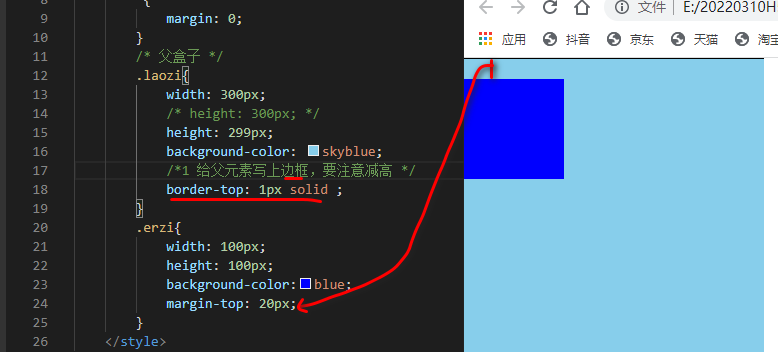 8
9 margin: 0;
10 }
11 /* 父盒子 */
12 .laozi{
13 width: 300px;
14 /* height: 300px; */
15 height: 299px;
16 background-color: skyblue;
17 /*1 给父元素写上边框，要注意减高 */
18 border-top: 1px solid ;
19 }
20 .erzi{
21 width: 100px;
22 height: 100px;
23 background-color: blue;
24 margin-top: 20px;
25 }
26 </style>
文件 E:/20220310H
应用 抖音 京东 天猫 淘宝